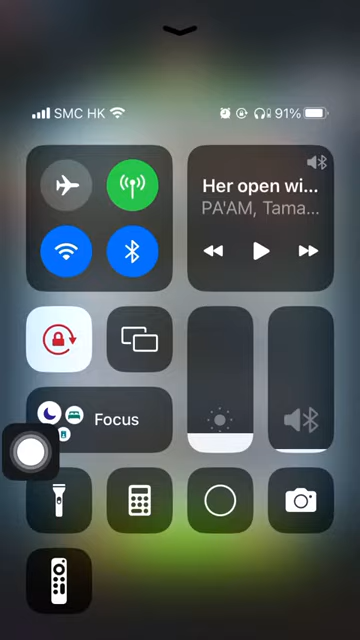 SMC HK 91%
Her open wi...
PA'AM, Tama...
Focus